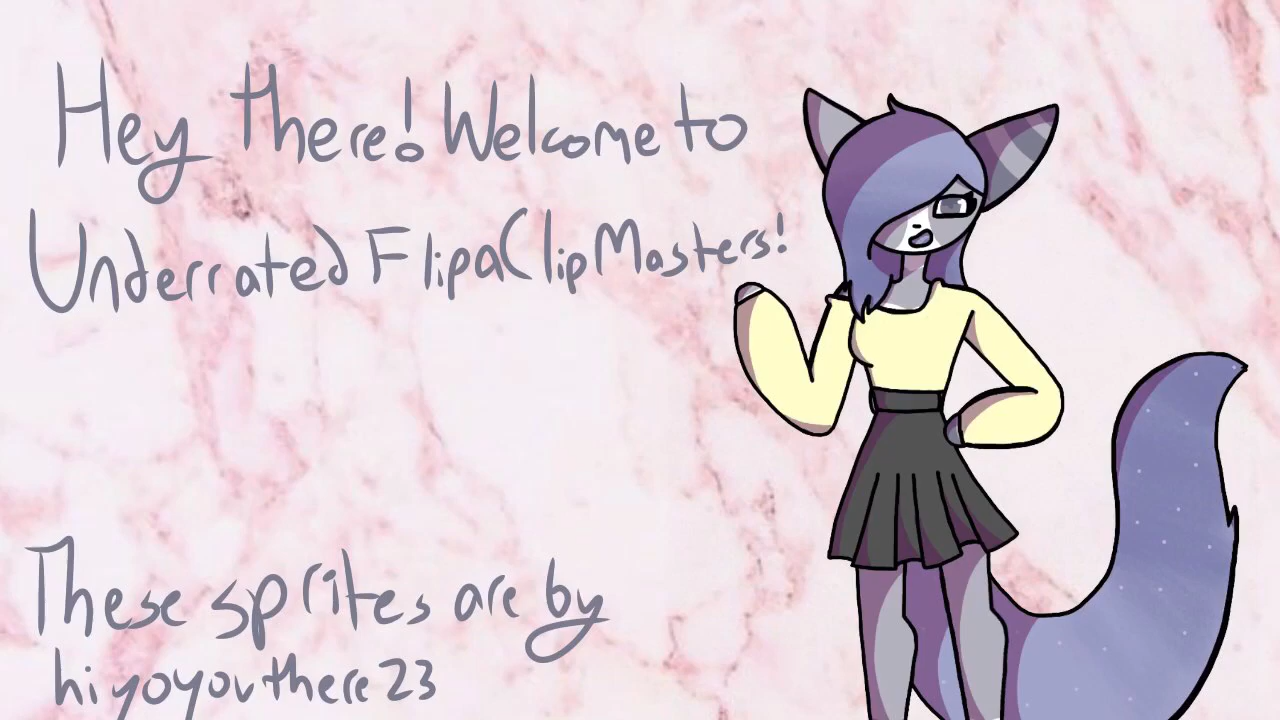 Hey there! Welcome to
Underrated FlipaClip Masters!
These sprites are by
hiyoyouthere23